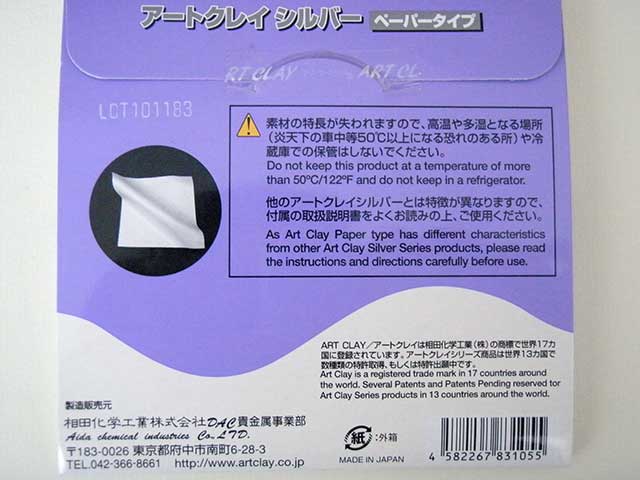 アートクレイ シルバー ペーパータイプ
RT CLAY ART CL
LCT101183
素材の特長が失われますので、高温や多湿となる場所
(炎天下の車中等50℃以上になる恐れのある所)や冷
蔵庫での保管はしないでください。
Do not keep this product at a temperature of more
than 50ºC/122ºF and do not keep in a refrigerator.
他のアートクレイシルバーとは特徴が異なりますので、
付属の取扱説明書をよくお読みの上、ご使用ください。
As Art Clay Paper type has different characteristics
from other Art Clay Silver Series products, please read
the instructions and directions carefully before use.
ART CLAY/アートクレイは相田化学工業(株)の商標で世界17カ
国に登録されています。アートクレイシリーズ商品は世界13カ国で
数種類の特許取得、もしくは特許出願中です。
Art Clay is a registered trade mark in 17 countries around
the world. Several Patents and Patents Pending reserved for
Art Clay Series products in 13 countries around the world.
製造販売元
相田化学工業株式会社DAC貴金属事業部
Aida chemical industries Co.,LTD.
〒183-0026 東京都府中市南町6-28-3
TEL.042-366-8661 http://www.artclay.co.jp
紙 :外箱
MADE IN JAPAN
4 582267 831055